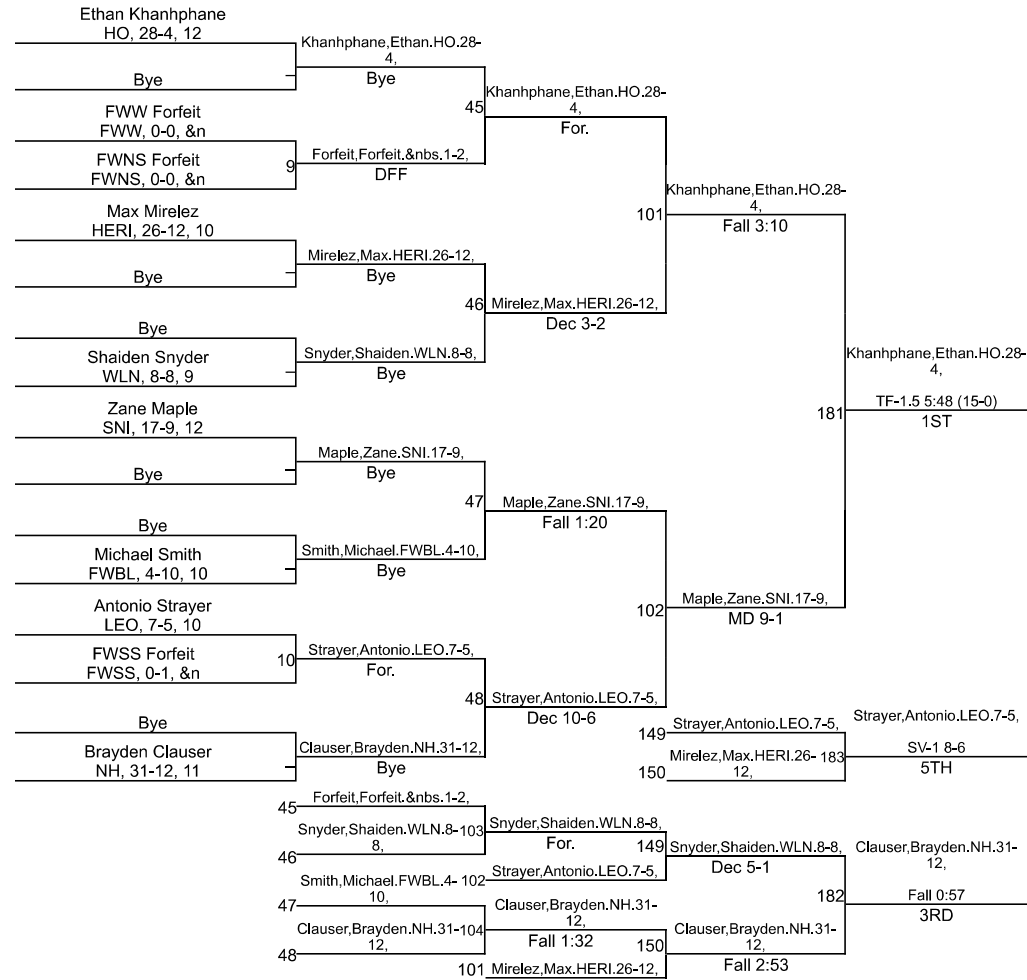 Ethan Khanhphane
HO, 28-4, 12
Bye
FWW Forfeit
FWW, 0-0, &n
FWNS Forfeit
FWNS, 0-0, &n
9
Max Mirelez
HERI, 26-12, 10
Bye
Bye
Shaiden Snyder
WLN, 8-8, 9
Zane Maple
SNI, 17-9, 12
Bye
Bye
Michael Smith
FWBL, 4-10, 10
Antonio Strayer
LEO, 7-5, 10
FWSS Forfeit
FWSS, 0-1, &n
10
Bye
Brayden Clauser
NH, 31-12, 11
Khanhphane,Ethan.HO.28-
4,
Bye
45
Forfeit,Forfeit.&nbs.1-2,
DFF
Mirelez,Max.HERI.26-12,
Bye
46
Snyder,Shaiden.WLN.8-8,
Bye
Maple,Zane.SNI.17-9,
Bye
47
Smith,Michael.FWBL.4-10,
Bye
Strayer,Antonio.LEO.7-5,
For.
48
Clauser,Brayden.NH.31-12,
Bye
Khanhphane,Ethan.HO.28-
4,
For.
101
Mirelez,Max.HERI.26-12,
Dec 3-2
Maple,Zane.SNI.17-9,
Fall 1:20
102
Strayer,Antonio.LEO.7-5,
Dec 10-6
Khanhphane,Ethan.HO.28-
4,
Fall 3:10
181
Maple,Zane.SNI.17-9,
MD 9-1
Khanhphane,Ethan.HO.28-
4,
TF-1.5 5:48 (15-0)
1ST
149
Strayer,Antonio.LEO.7-5,
150
Mirelez,Max.HERI.26-
12,
183
Strayer,Antonio.LEO.7-5,
SV-1 8-6
5TH
45
Forfeit,Forfeit.&nbs.1-2,
46
Snyder,Shaiden.WLN.8-
8,
103
Snyder,Shaiden.WLN.8-8,
For.
149
102
Strayer,Antonio.LEO.7-5,
Snyder,Shaiden.WLN.8-8,
Dec 5-1
47
Smith,Michael.FWBL.4-
10,
48
Clauser,Brayden.NH.31-
12,
104
Clauser,Brayden.NH.31-
12,
Fall 1:32
150
101
Mirelez,Max.HERI.26-12,
Clauser,Brayden.NH.31-
12,
Fall 2:53
182
Clauser,Brayden.NH.31-
12,
Fall 0:57
3RD